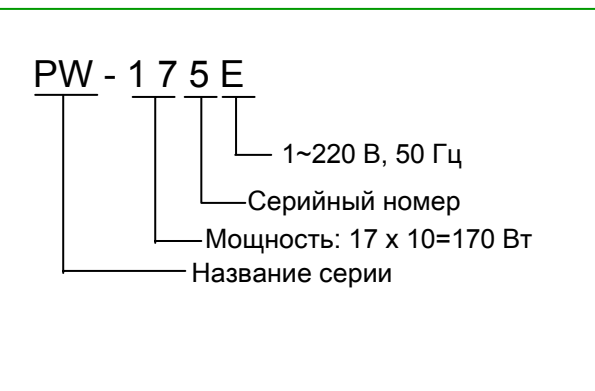 PW - 1 7 5 E
1~220 В, 50 Гц
Серийный номер
Мощность: 17 x 10=170 Вт
Название серии